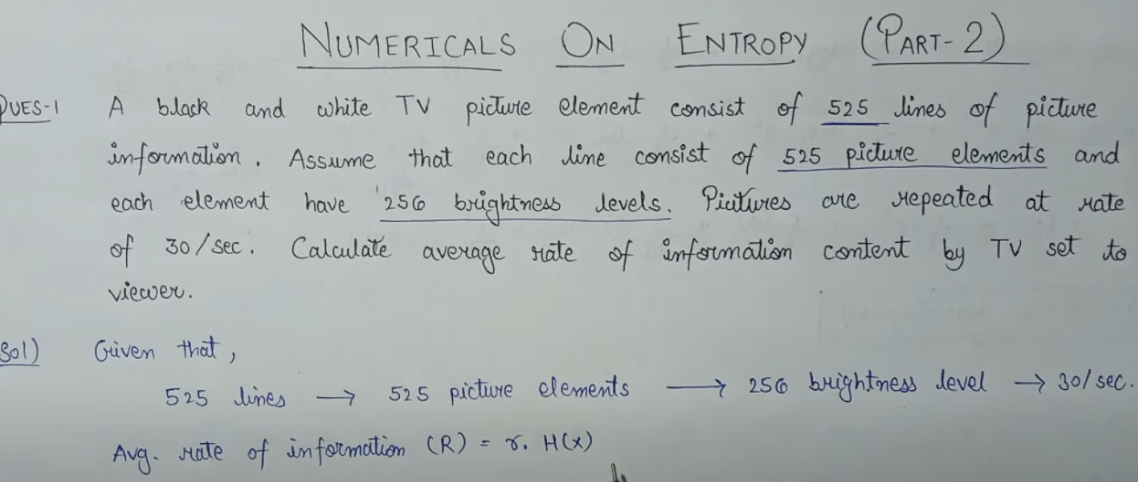 NUMERICALS ON ENTROPY (PART-2)
QUES-1 A black and white TV picture element consist of 525 lines of picture
information. Assume that each line consist of 525 picture elements and
each element have 256 brightness levels. Pictures are repeated at rate
of 30/sec. Calculate average rate of information content by TV set to
viewer.
Sol) Given that,
525 lines → 525 picture elements → 256 brightness level → 30/sec.
Avg. rate of information (R) = r. H(x)